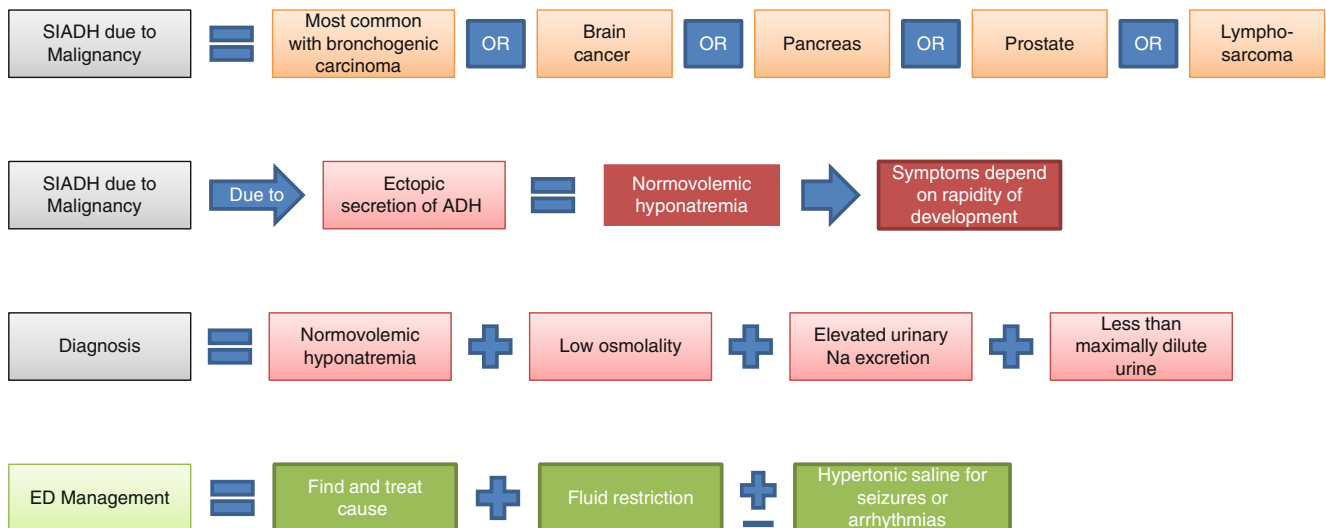 SIADH due to
Malignancy
Most common
with bronchogenic
carcinoma
OR
Brain
cancer
OR
Pancreas
OR
Prostate
OR
Lympho-
sarcoma
SIADH due to
Malignancy
Due to
Ectopic
secretion of ADH
Normovolemic
hyponatremia
Symptoms depend
on rapidity of
development
Diagnosis
Normovolemic
hyponatremia
Low osmolality
Elevated urinary
Na excretion
Less than
maximally dilute
urine
ED Management
Find and treat
cause
Fluid restriction
Hypertonic saline for
seizures or
arrhythmias